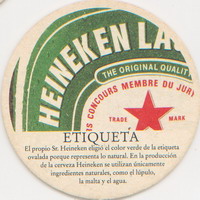 HEINEKEN LAG
THE ORIGINAL QUALIT
S CONCOURS MEMBRE DU JUR
TRADE MARK
ETIQUETA
El propio Sr. Heineken eligió el color verde de la etiqueta
ovalada porque representa lo natural. En la producción
de la cerveza Heineken se utilizan únicamente
ingredientes naturales, como el lúpulo,
la malta y el agua.